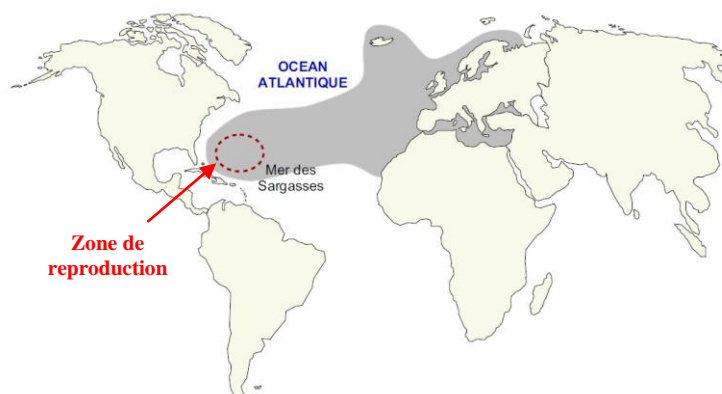 OCEAN
ATLANTIQUE
Mer des
Sargasses
Zone de
reproduction